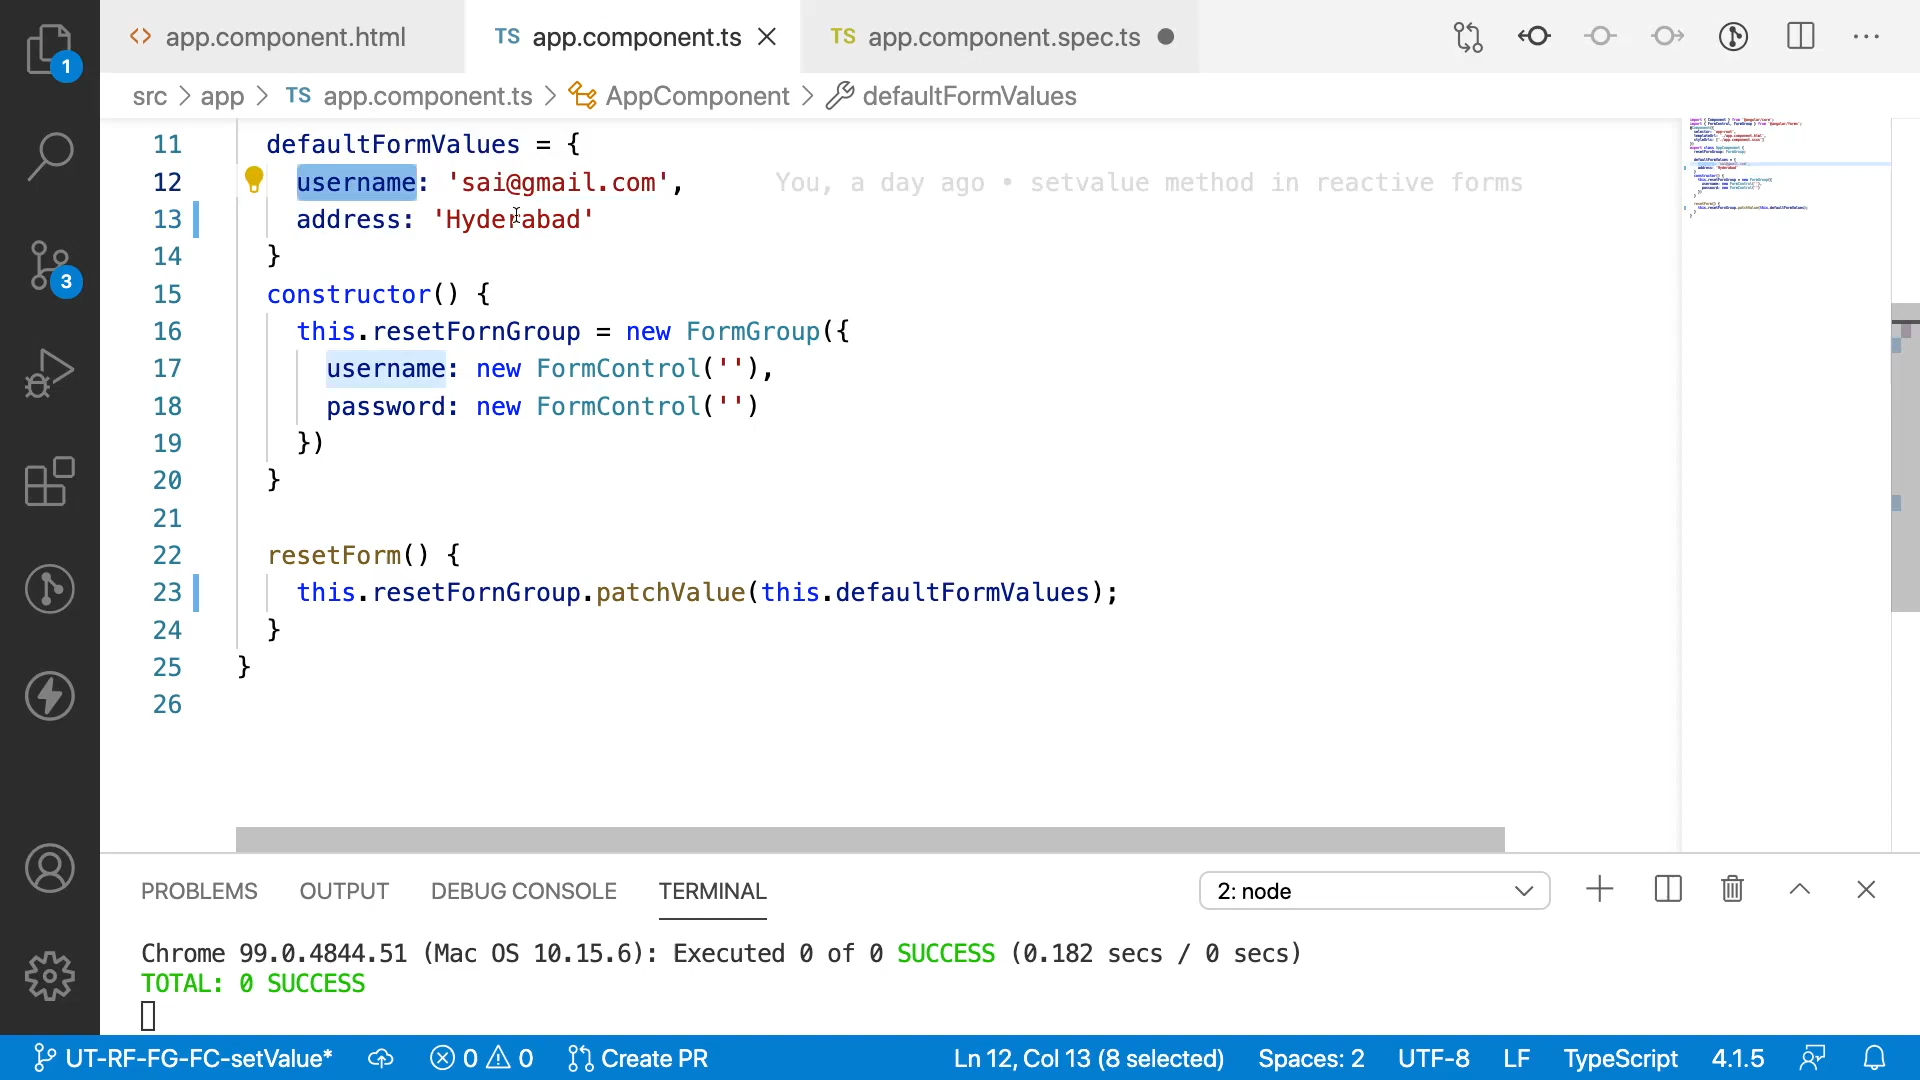 app.component.html
TS app.component.ts
TS app.component.spec.ts
src > app > TS app.component.ts > AppComponent > defaultFormValues
11 defaultFormValues = {
12 username: 'sai@gmail.com', You, a day ago • setvalue method in reactive forms
13 address: 'Hyderabad'
14 }
15 constructor() {
16 this.resetFornGroup = new FormGroup({
17 username: new FormControl(''),
18 password: new FormControl('')
19 })
20 }
21
22 resetForm() {
23 this.resetFornGroup.patchValue(this.defaultFormValues);
24 }
25 }
26
1
3
PROBLEMS OUTPUT DEBUG CONSOLE TERMINAL 2: node
Chrome 99.0.4844.51 (Mac OS 10.15.6): Executed 0 of 0 SUCCESS (0.182 secs / 0 secs)
TOTAL: 0 SUCCESS
UT-RF-FG-FC-setValue* 0 0 Create PR Ln 12, Col 13 (8 selected) Spaces: 2 UTF-8 LF TypeScript 4.1.5